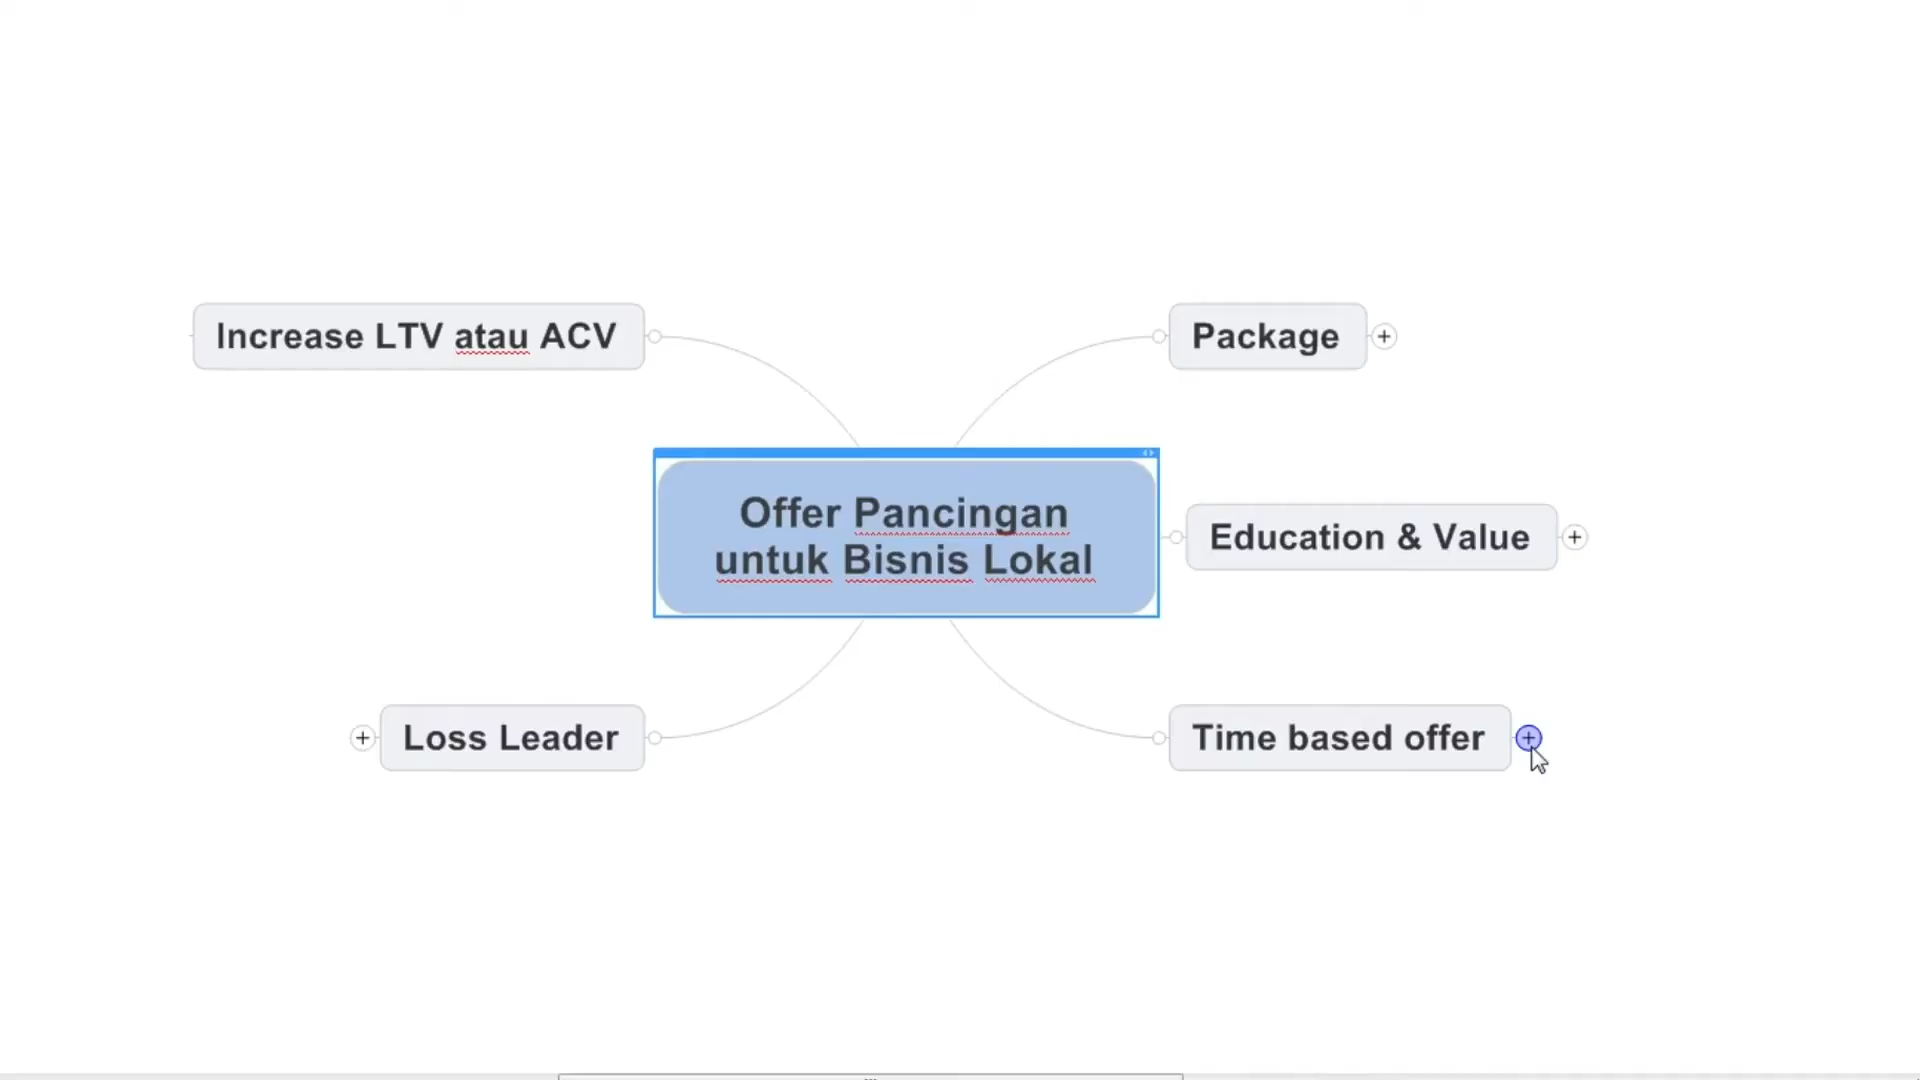 Increase LTV atau ACV
Package
Offer Pancingan
untuk Bisnis Lokal
Education & Value
Loss Leader
Time based offer